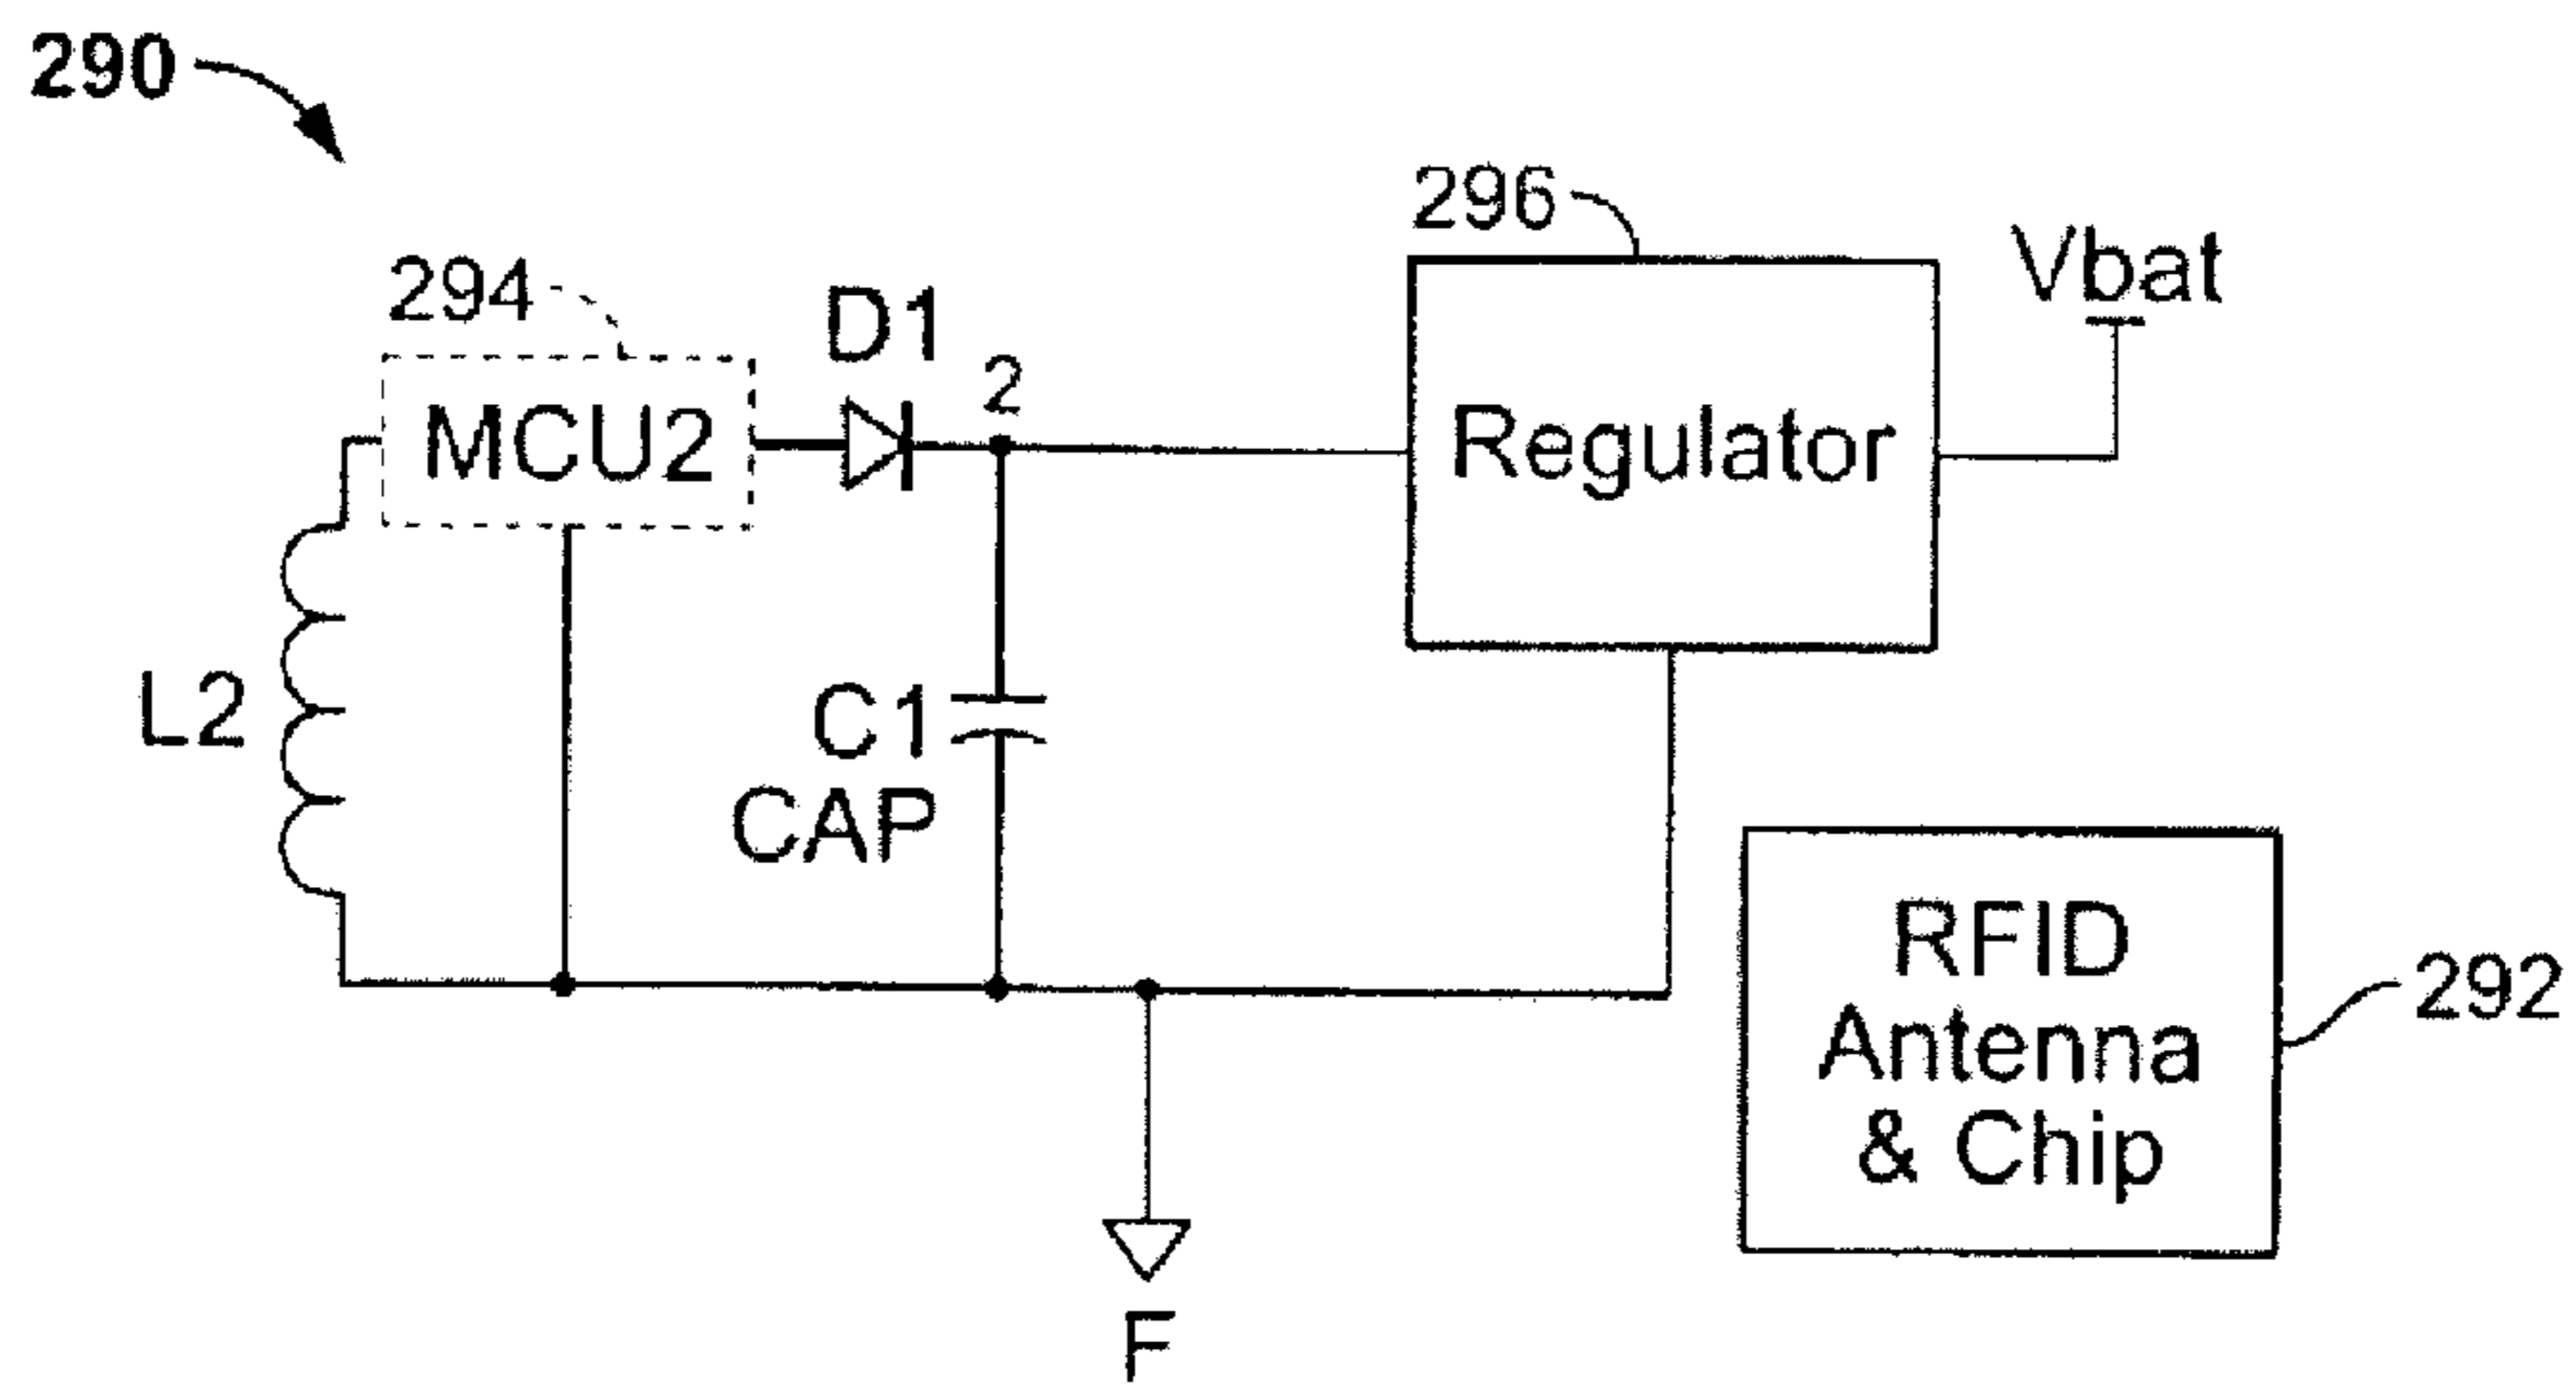 290
296
Vbat
294
D1
2
MCU2
Regulator
L2
C1
CAP
RFID
Antenna
& Chip
292
F